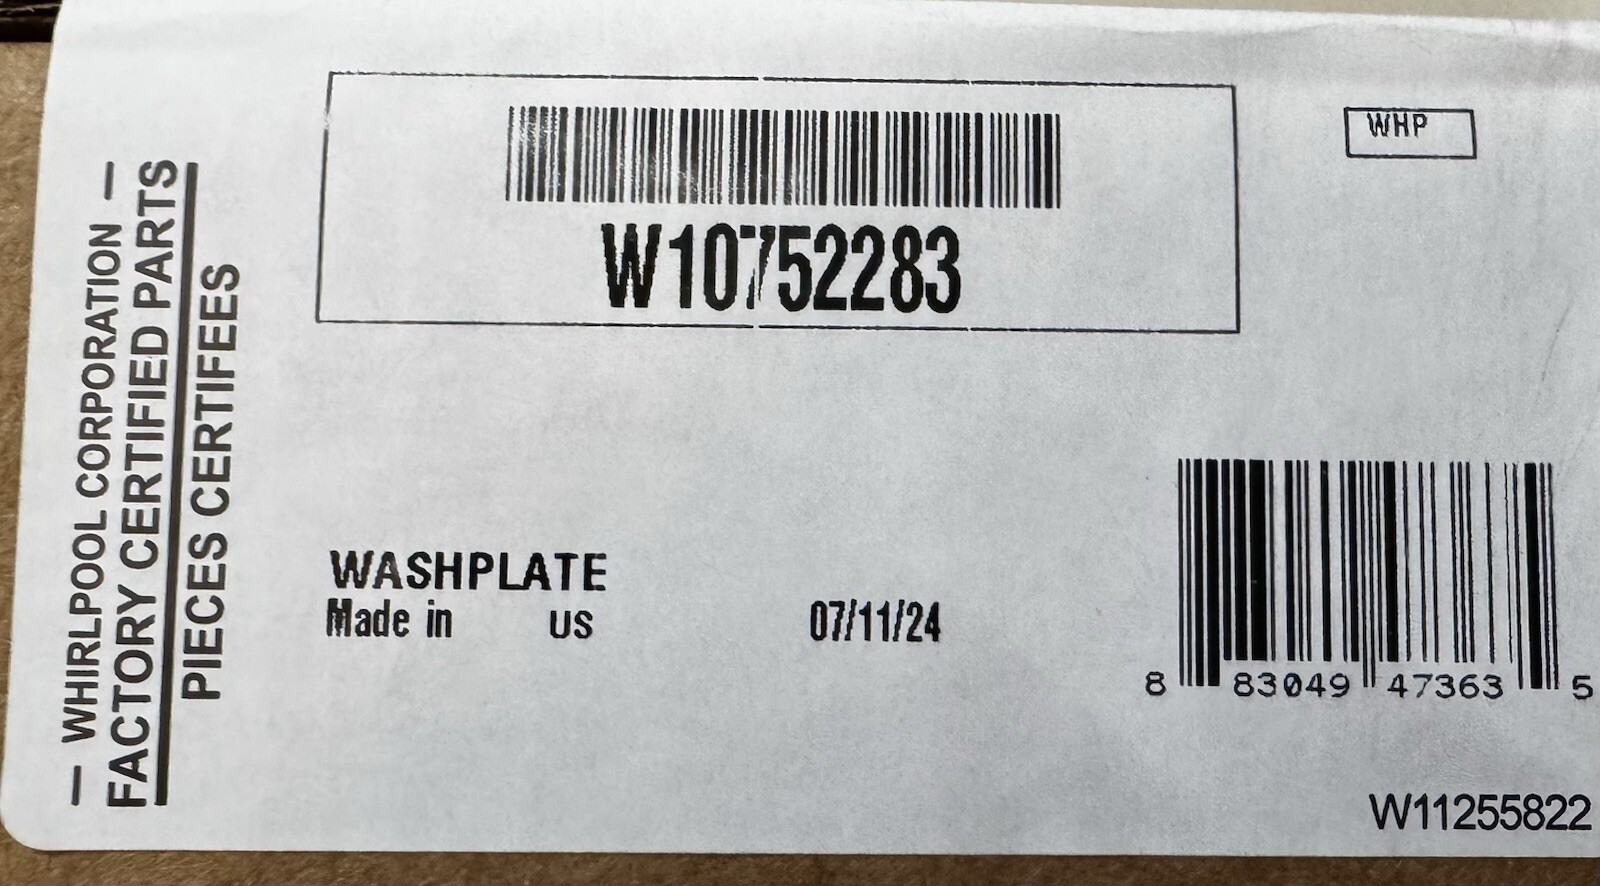 — WHIRLPOOL CORPORATION —
FACTORY CERTIFIED PARTS
PIECES CERTIFEES
W10752283
WHP
WASHPLATE
Made in US 07/11/24
8 83049 47363 5
W11255822